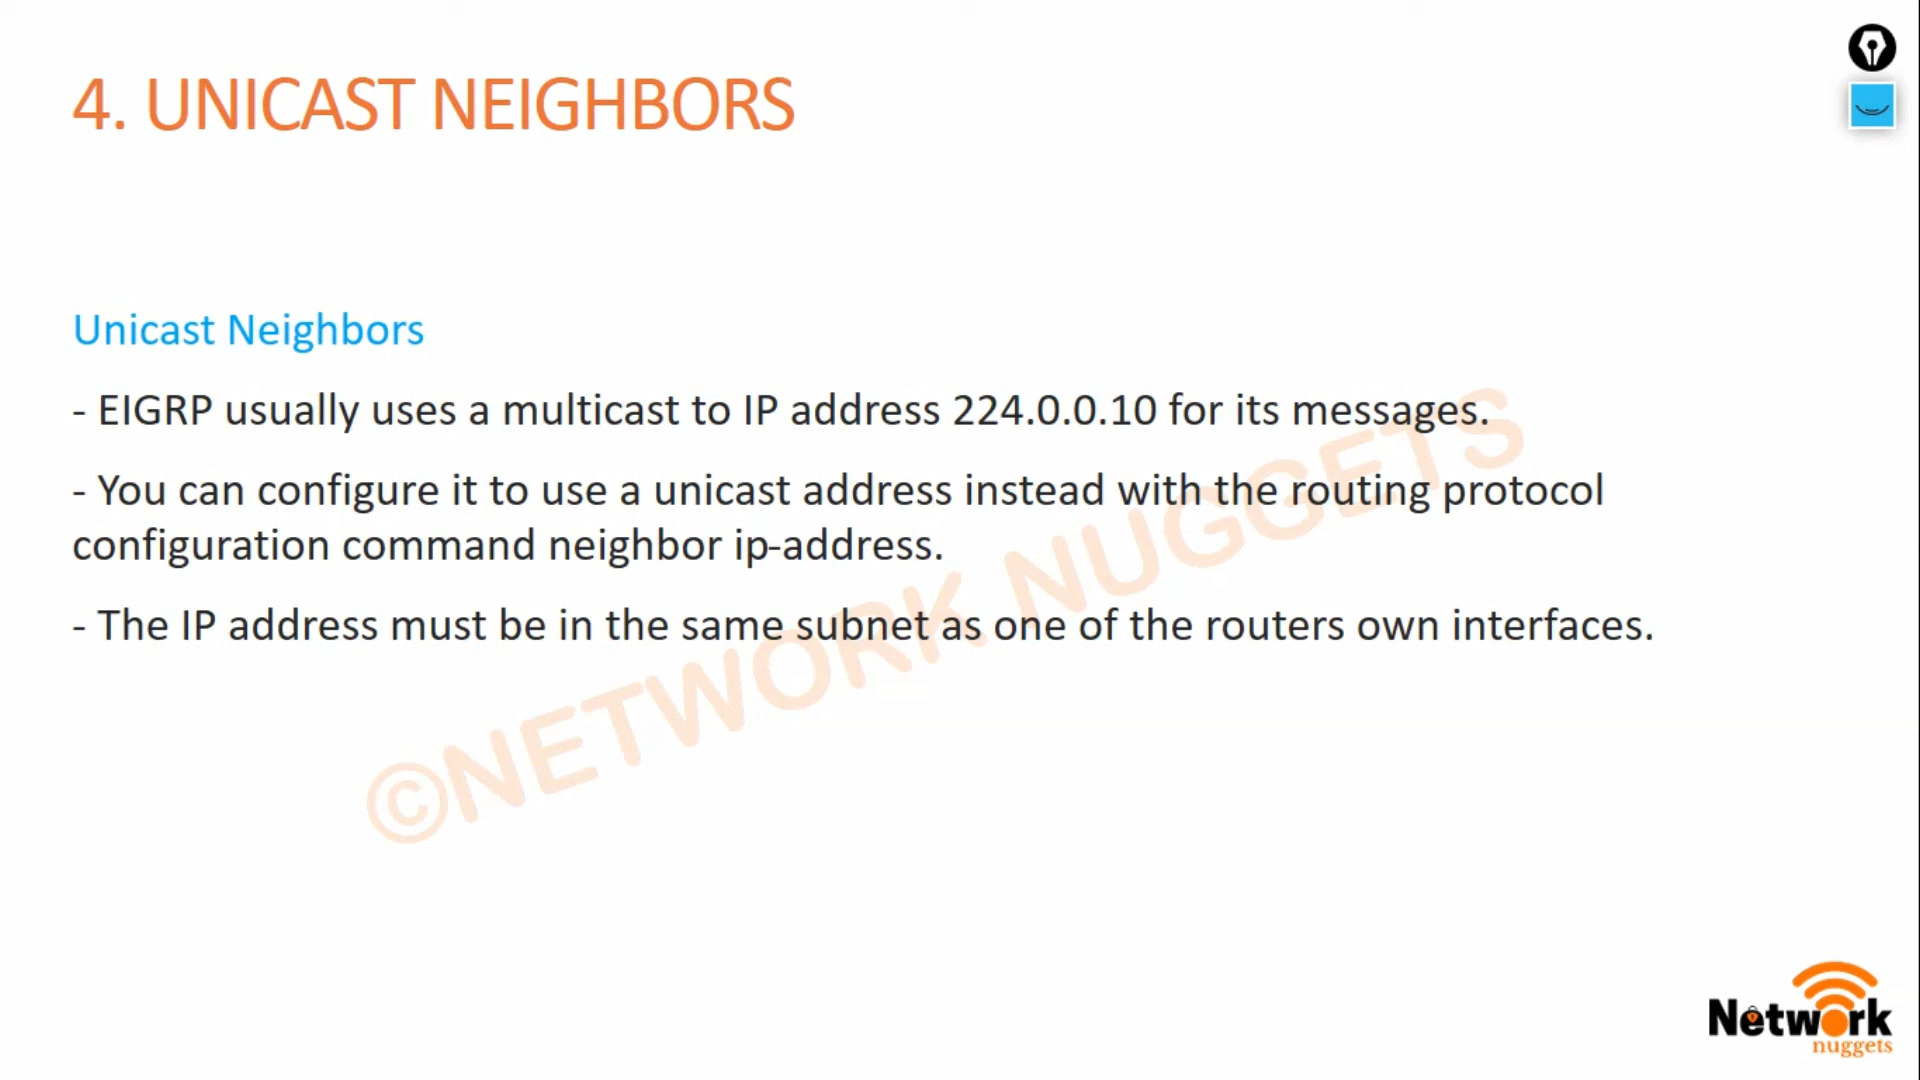 4. UNICAST NEIGHBORS
Unicast Neighbors
- EIGRP usually uses a multicast to IP address 224.0.0.10 for its messages.
- You can configure it to use a unicast address instead with the routing protocol
configuration command neighbor ip-address.
- The IP address must be in the same subnet as one of the routers own interfaces.
©NETWORK NUGGETS
Network
nuggets